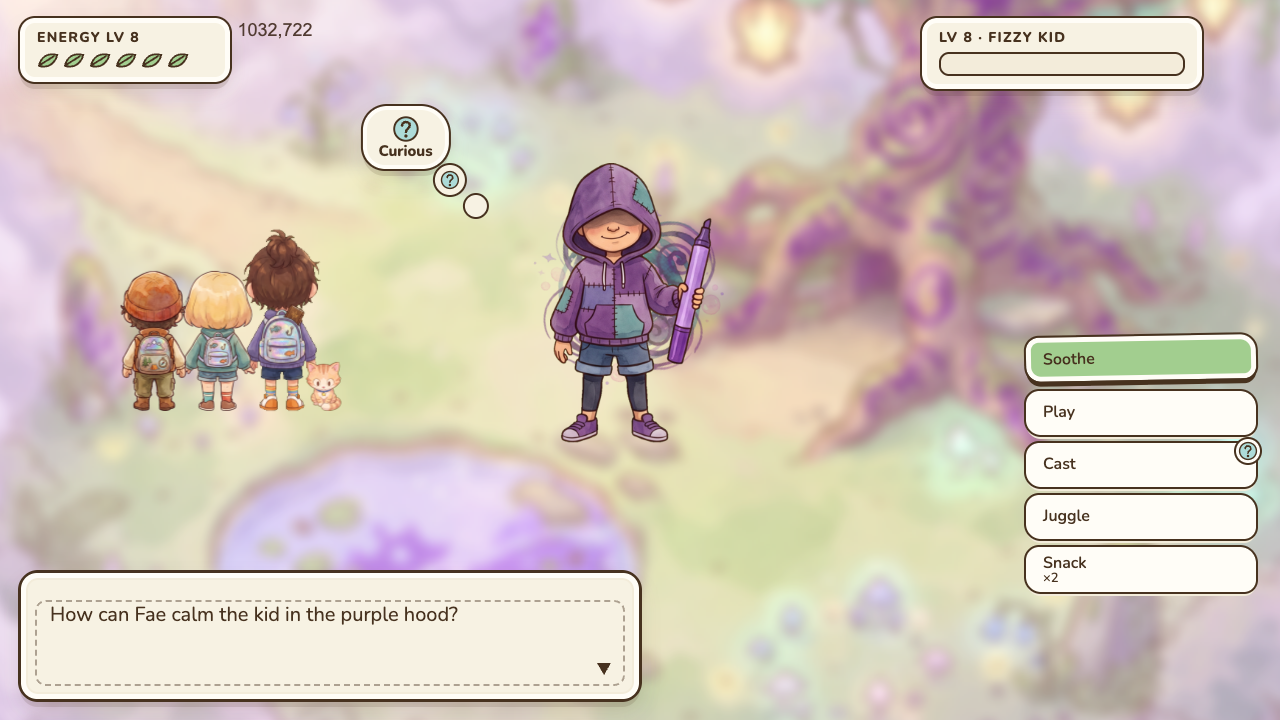 ENERGY LV 8
1032,722
LV 8 · FIZZY KID
?
Curious
?
Soothe
Play
Cast
?
Juggle
Snack
×2
How can Fae calm the kid in the purple hood?